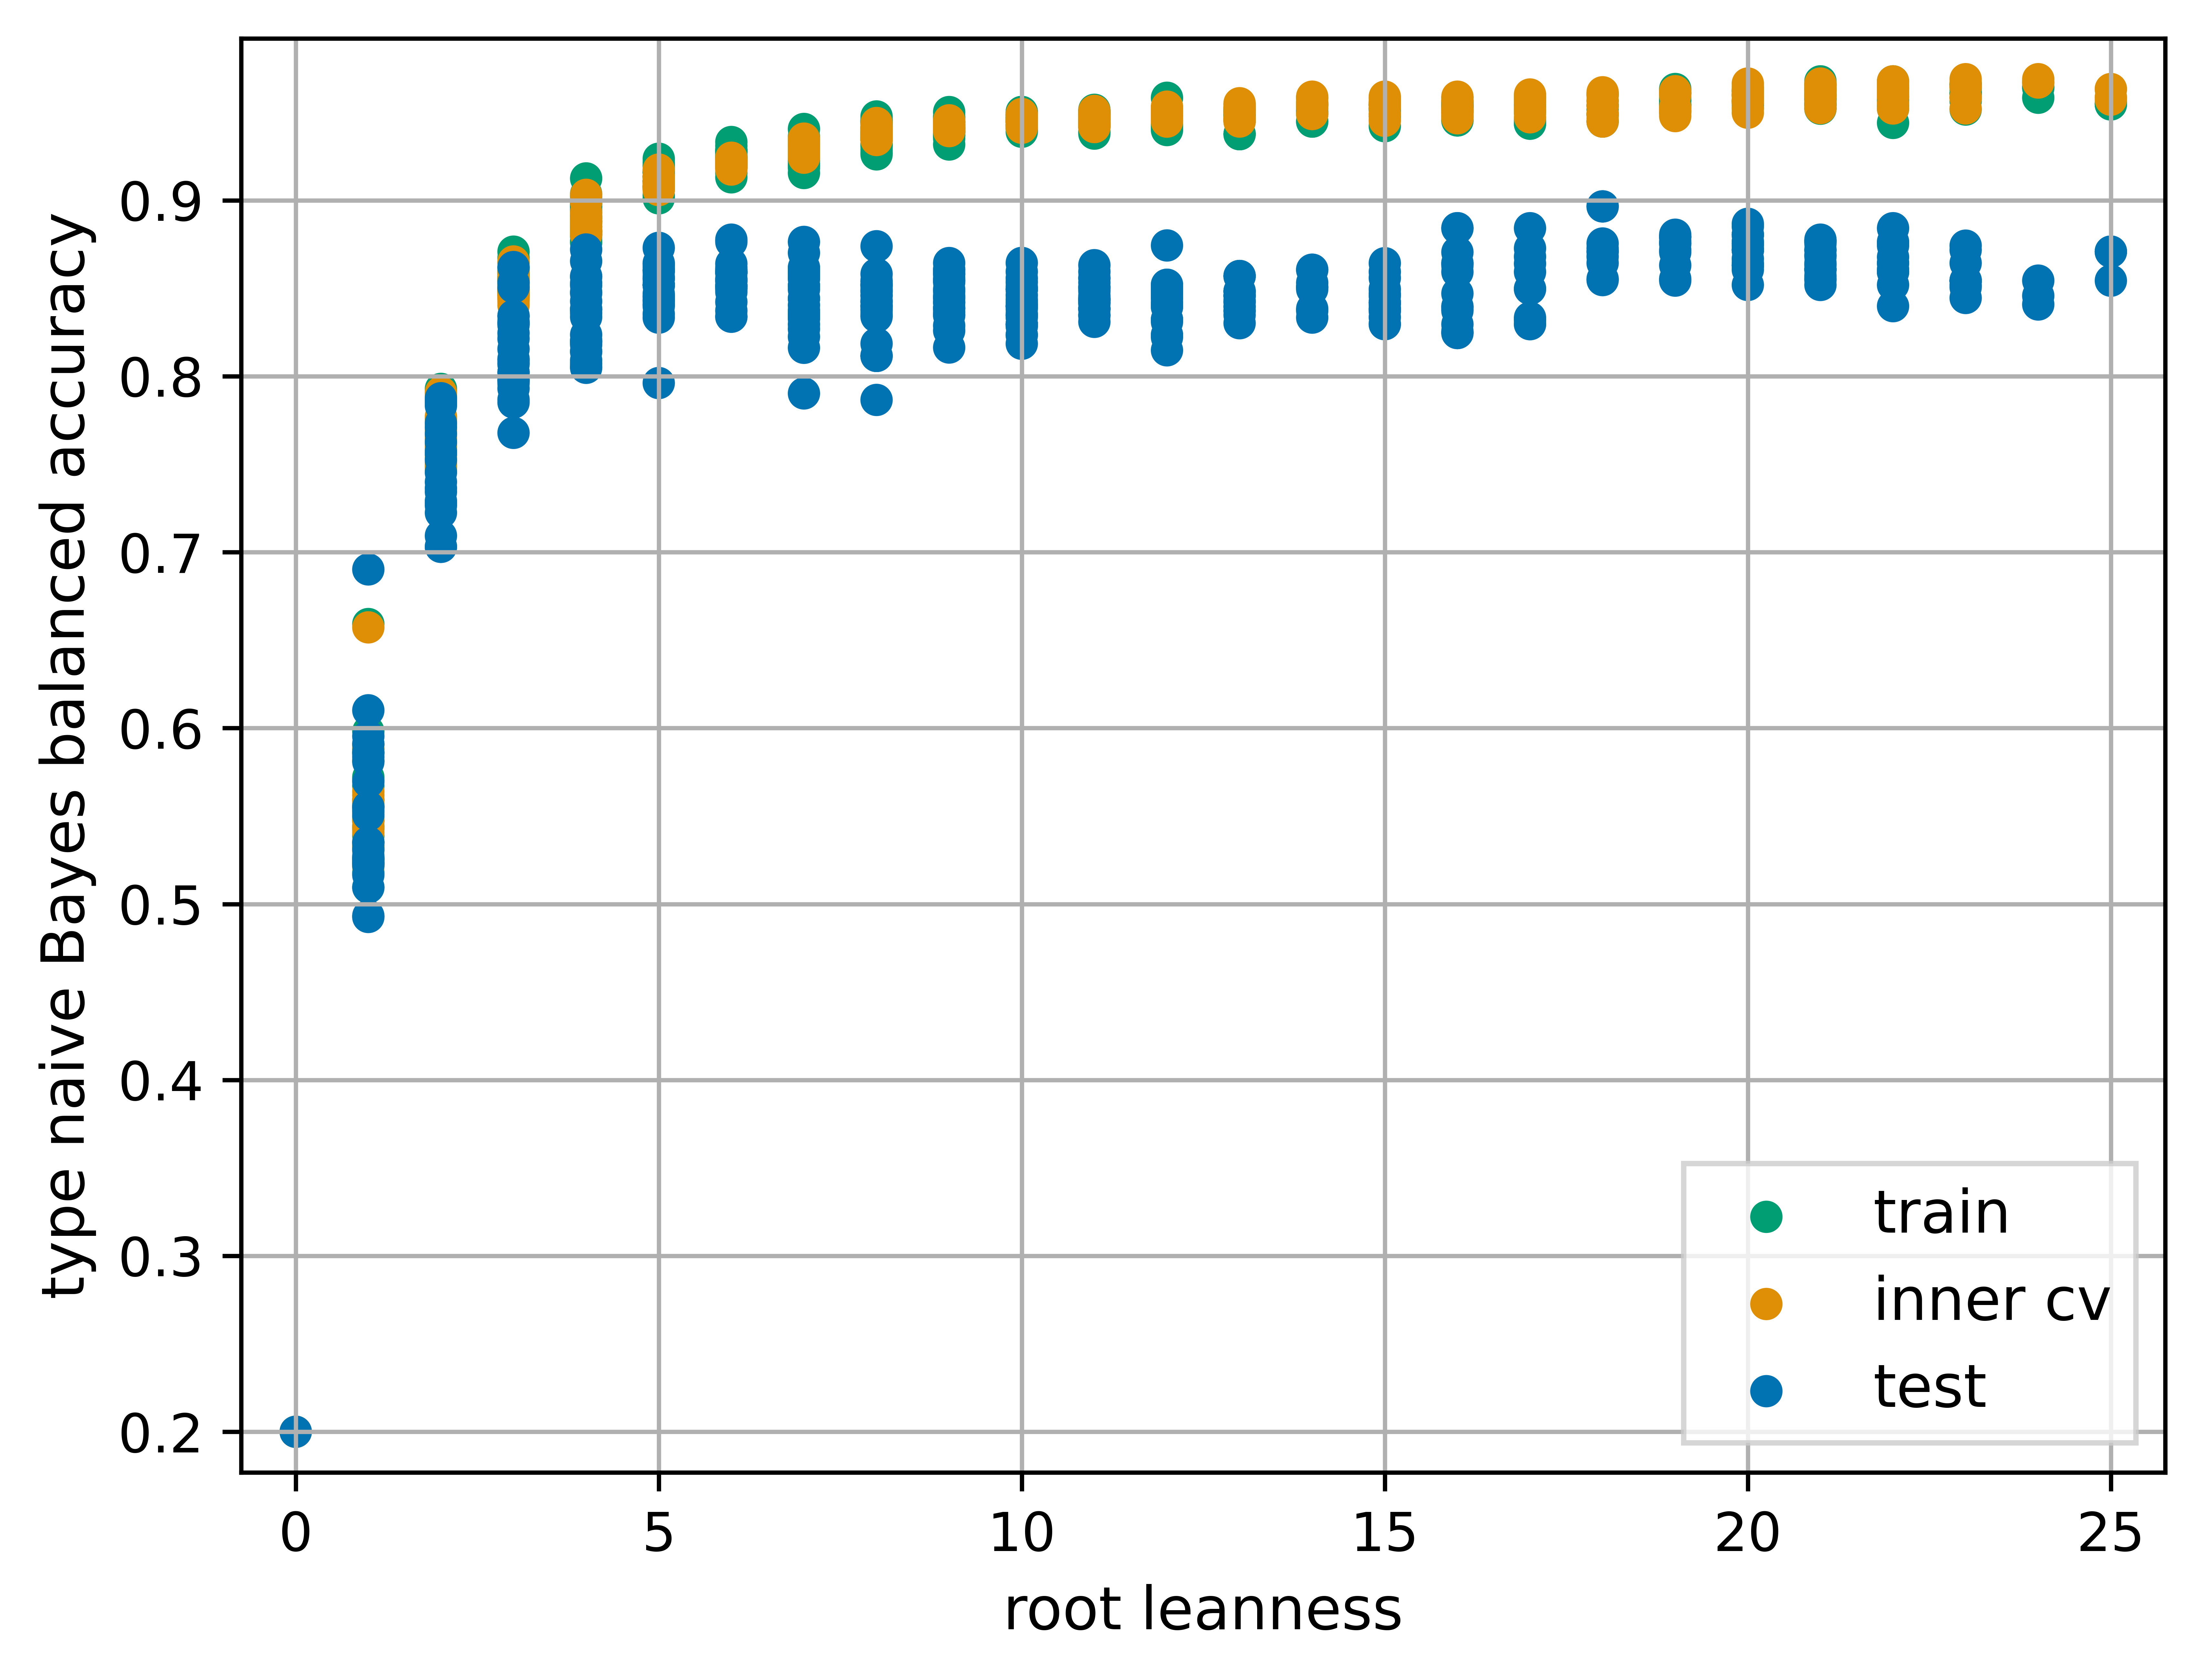 type naive Bayes balanced accuracy
0.9
0.8
0.7
0.6
0.5
0.4
0.3
0.2
train
inner cv
test
0 5 10 15 20 25
root leanness